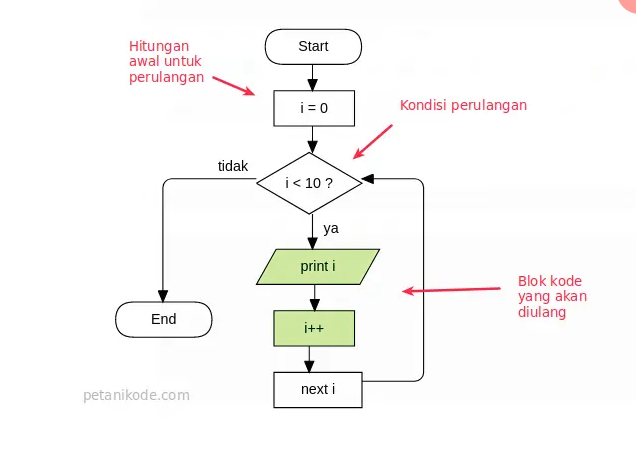 Start
Hitungan
awal untuk
perulangan
i = 0
Kondisi perulangan
tidak
i < 10 ?
ya
print i
Blok kode
yang akan
diulang
End
i++
next i
petanikode.com